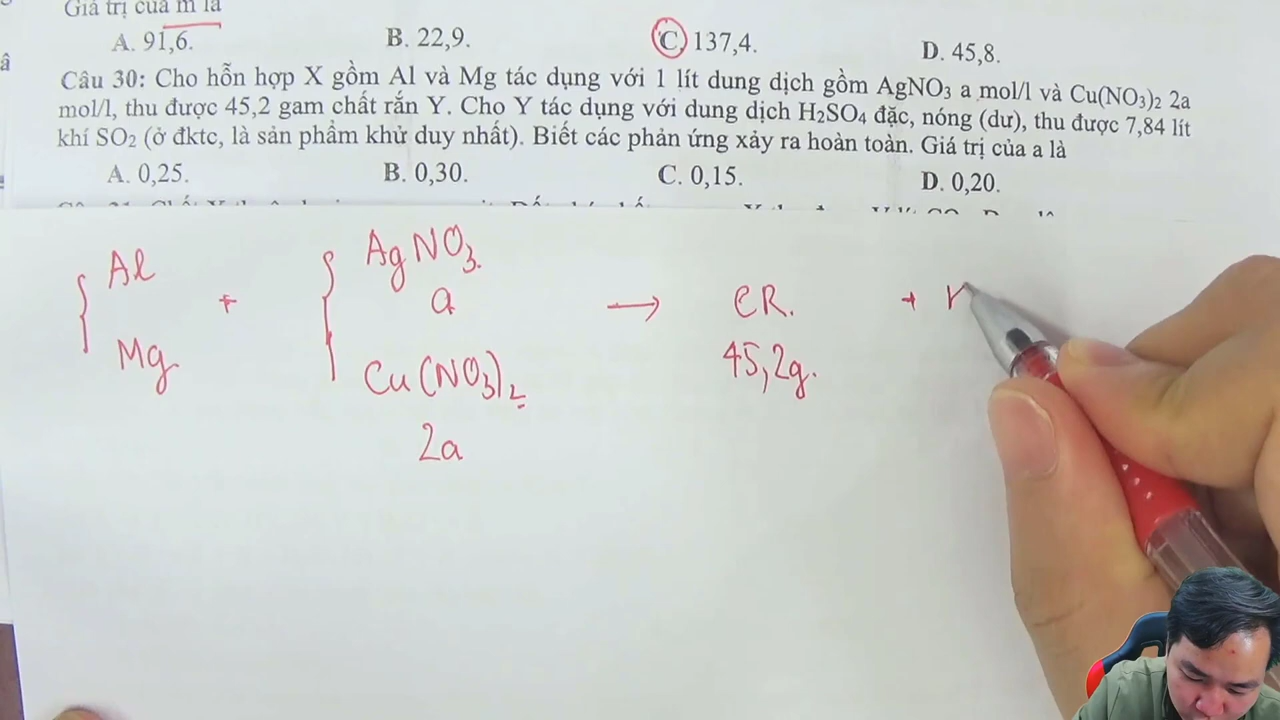 Giá trị của m là
A. 91,6. B. 22,9. C. 137,4. D. 45,8.
Câu 30: Cho hỗn hợp X gồm Al và Mg tác dụng với 1 lít dung dịch gồm AgNO₃ a mol/l và Cu(NO₃)₂ 2a
mol/l, thu được 45,2 gam chất rắn Y. Cho Y tác dụng với dung dịch H₂SO₄ đặc, nóng (dư), thu được 7,84 lít
khí SO₂ (ở đktc, là sản phẩm khử duy nhất). Biết các phản ứng xảy ra hoàn toàn. Giá trị của a là
A. 0,25. B. 0,30. C. 0,15. D. 0,20.
Al + AgNO₃ a → CR. +
Mg Cu(NO₃)₂ 45,2g.
2a